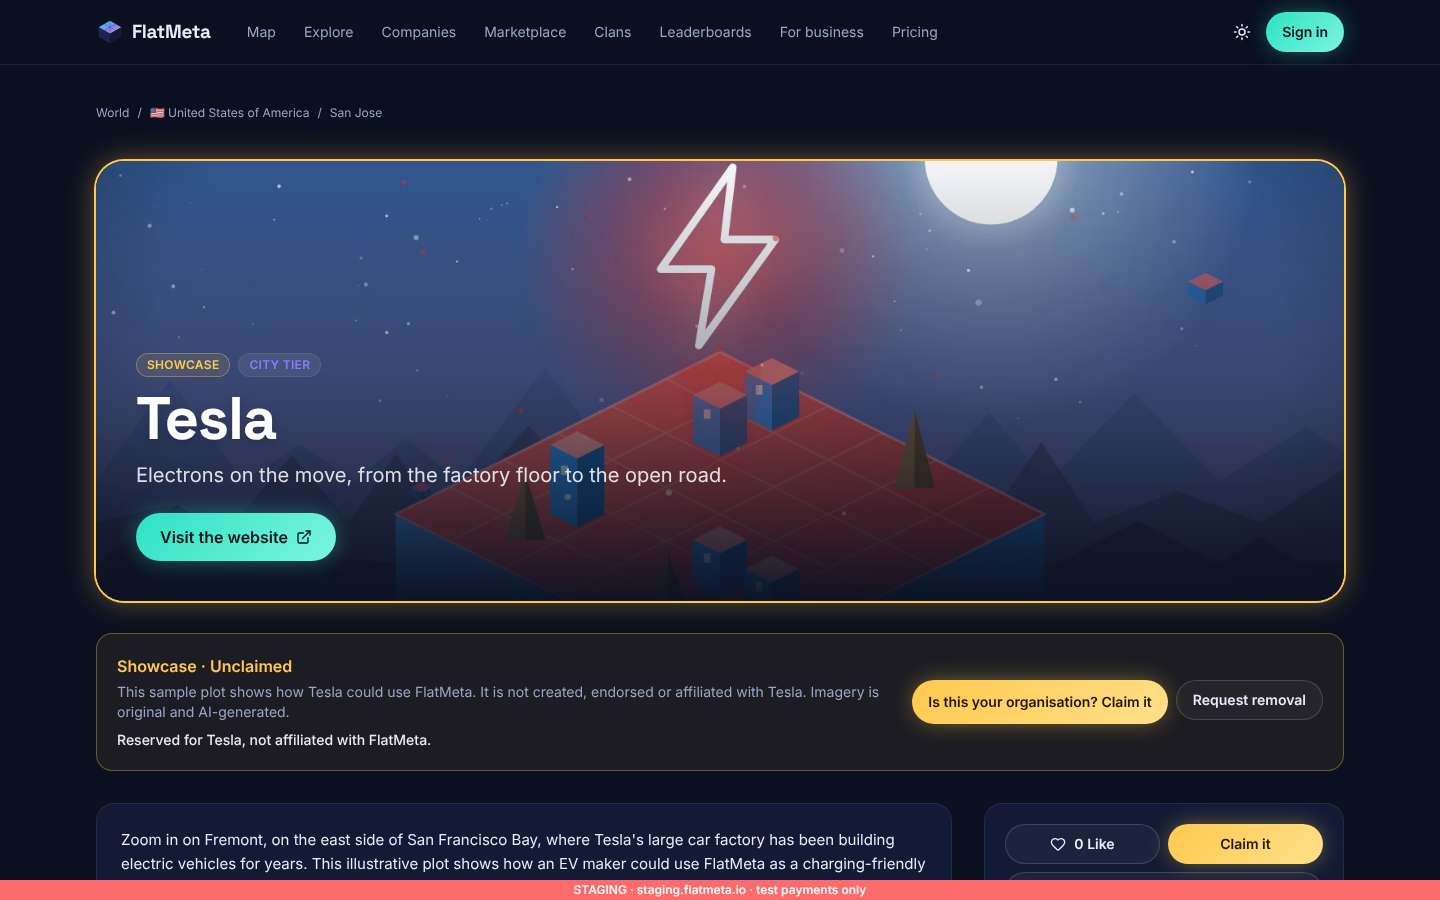 FlatMeta
Map
Explore
Companies
Marketplace
Clans
Leaderboards
For business
Pricing
Sign in
World / 🇺🇸 United States of America / San Jose
SHOWCASE
CITY TIER
Tesla
Electrons on the move, from the factory floor to the open road.
Visit the website
Showcase · Unclaimed
This sample plot shows how Tesla could use FlatMeta. It is not created, endorsed or affiliated with Tesla. Imagery is
original and AI-generated.
Reserved for Tesla, not affiliated with FlatMeta.
Is this your organisation? Claim it
Request removal
Zoom in on Fremont, on the east side of San Francisco Bay, where Tesla's large car factory has been building
electric vehicles for years. This illustrative plot shows how an EV maker could use FlatMeta as a charging-friendly
0 Like
Claim it
STAGING · staging.flatmeta.io · test payments only